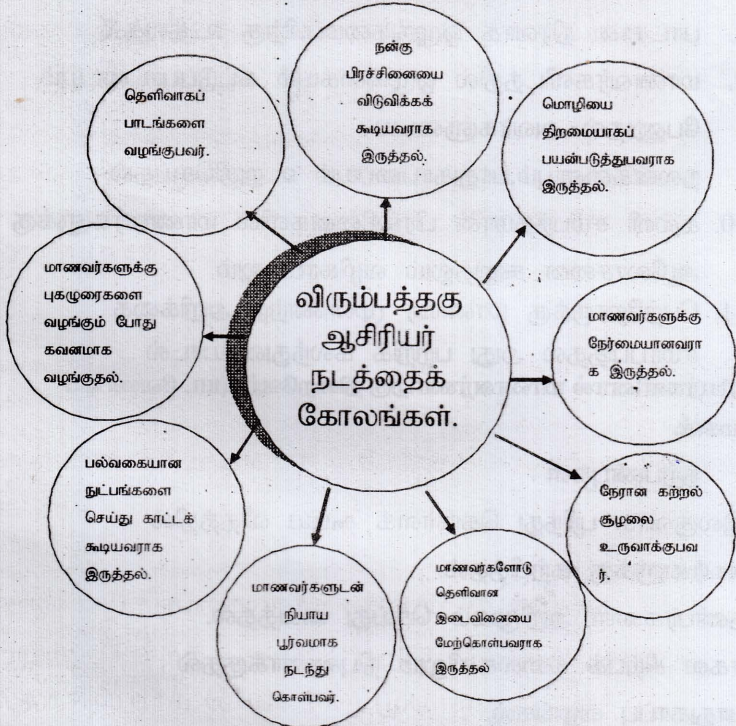 நன்கு
பிரச்சினையை
விடுவிக்கக்
கூடியவராக
இருத்தல்.
தெளிவாகப்
பாடங்களை
வழங்குபவர்.
மொழியை
திறமையாகப்
பயன்படுத்துபவராக
இருத்தல்.
மாணவர்களுக்கு
புகழுரைகளை
வழங்கும் போது
கவனமாக
வழங்குதல்.
விரும்பத்தகு
ஆசிரியர்
நடத்தைக்
கோலங்கள்.
மாணவர்களுக்கு
நேர்மையானவரா
க இருத்தல்.
பல்வகையான
நுட்பங்களை
செய்து காட்டக்
கூடியவராக
இருத்தல்.
நேரான கற்றல்
சூழலை
உருவாக்குபவ
ர்.
மாணவர்களுடன்
நியாய
பூர்வமாக
நடந்து
கொள்பவர்.
மாணவர்களோடு
தெளிவான
இடைவினையை
மேற்கொள்பவராக
இருத்தல்